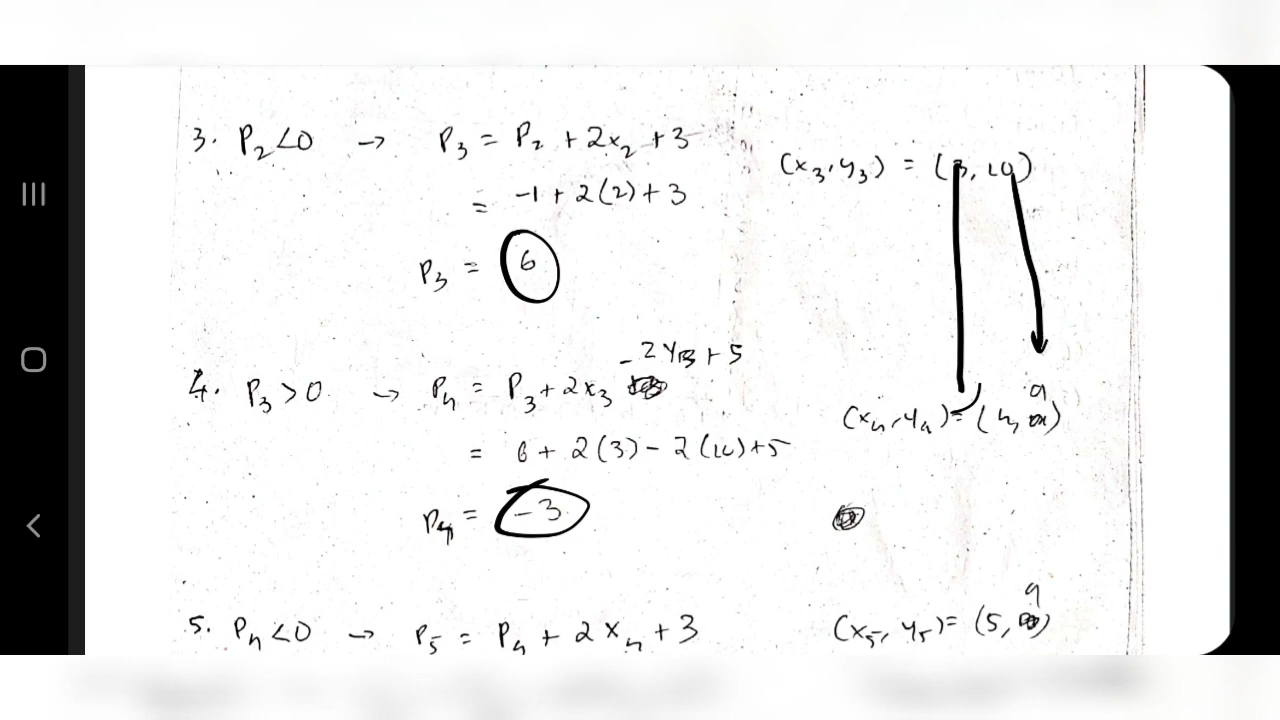 3. P₂<0 → P₃ = P₂ + 2x₂ + 3
(x₃, y₃) = (3, 10)
= -1 + 2(2) + 3
P₃ = 6
-2y₃ + 5
4. P₃>0 → P₄ = P₃ + 2x₃
9
(x₄, y₄) = (4, )
= 6 + 2(3) - 2(10) + 5
P₄ = -3
9
5. P₄<0 → P₅ = P₄ + 2x₄ + 3
(x₅, y₅) = (5, )